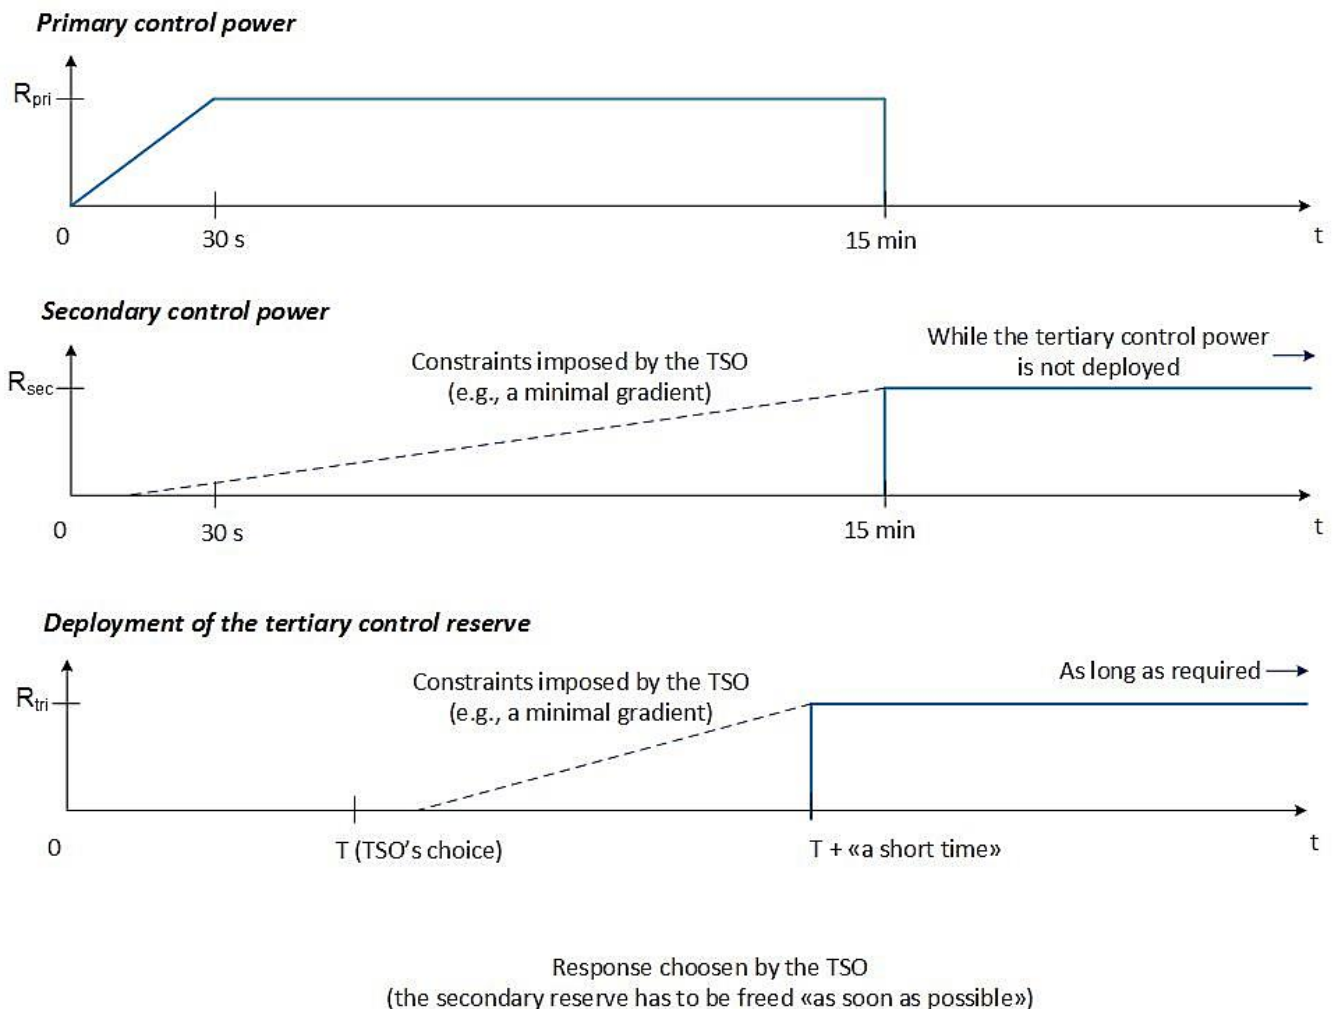 Primary control power
Rpri
0
30 s
15 min
t
Secondary control power
While the tertiary control power
is not deployed
Constraints imposed by the TSO
(e.g., a minimal gradient)
Rsec
0
30 s
15 min
t
Deployment of the tertiary control reserve
As long as required
Constraints imposed by the TSO
(e.g., a minimal gradient)
Rtri
0
T (TSO's choice)
T + «a short time»
t
Response choosen by the TSO
(the secondary reserve has to be freed «as soon as possible»)